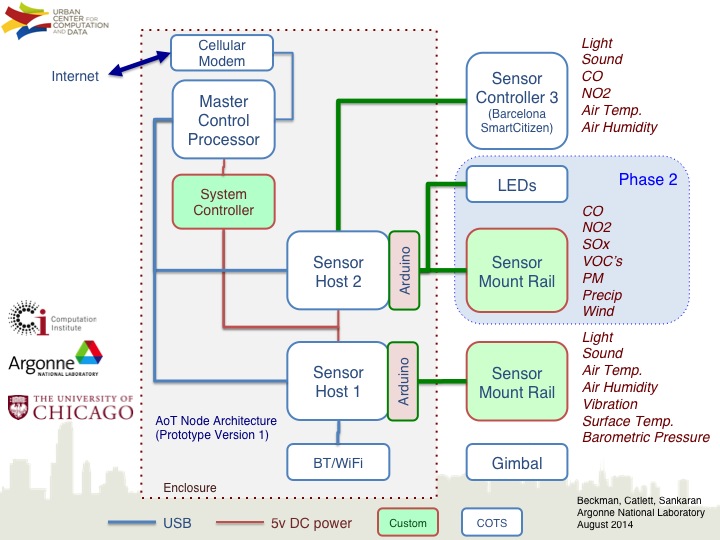 URBAN
CENTER FOR
COMPUTATION
AND DATA
Internet
Cellular
Modem
Master
Control
Processor
System
Controller
Sensor
Host 2
Arduino
Sensor
Host 1
Arduino
BT/WiFi
AoT Node Architecture
(Prototype Version 1)
Enclosure
Sensor
Controller 3
(Barcelona
SmartCitizen)
Light
Sound
CO
NO2
Air Temp.
Air Humidity
Phase 2
LEDs
Sensor
Mount Rail
CO
NO2
SOx
VOC's
PM
Precip
Wind
Sensor
Mount Rail
Light
Sound
Air Temp.
Air Humidity
Vibration
Surface Temp.
Barometric Pressure
Gimbal
Ci
Computation
Institute
Argonne
NATIONAL LABORATORY
THE UNIVERSITY OF
CHICAGO
USB
5v DC power
Custom
COTS
Beckman, Catlett, Sankaran
Argonne National Laboratory
August 2014